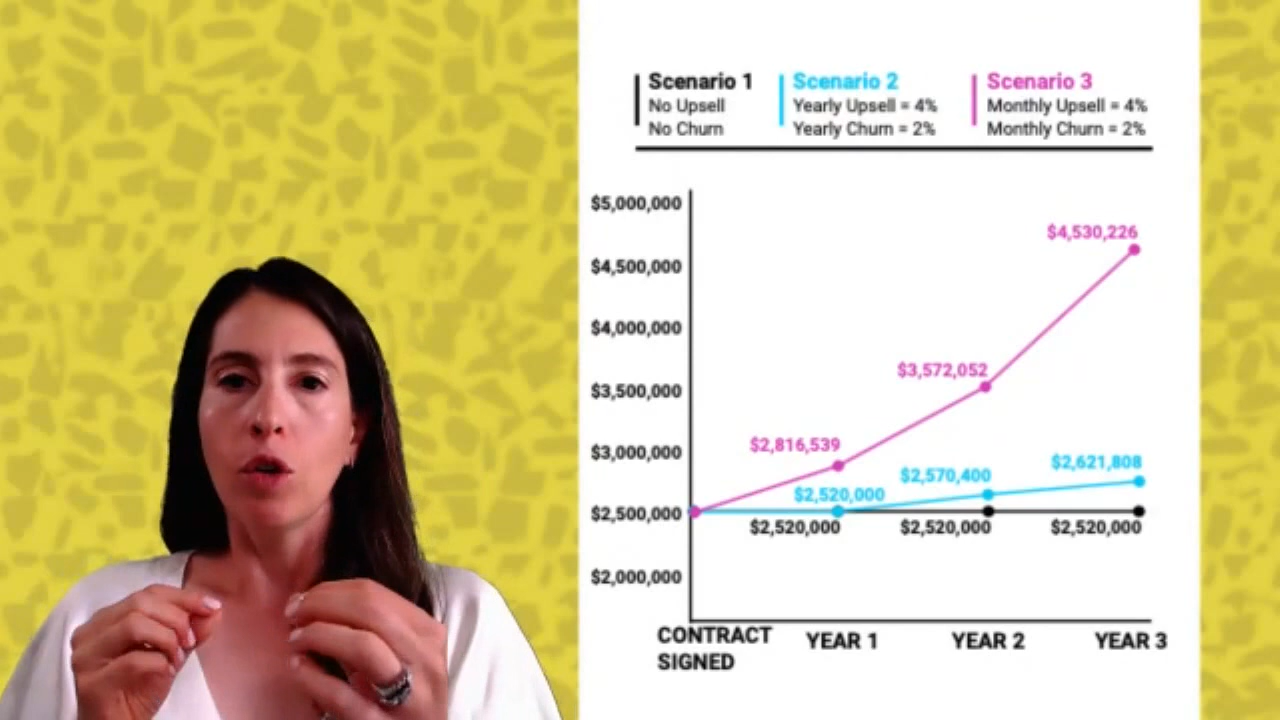 Scenario 1
No Upsell
No Churn
Scenario 2
Yearly Upsell = 4%
Yearly Churn = 2%
Scenario 3
Monthly Upsell = 4%
Monthly Churn = 2%
$5,000,000
$4,500,000
$4,000,000
$3,500,000
$3,000,000
$2,500,000
$2,000,000
$4,530,226
$3,572,052
$2,816,539
$2,520,000
$2,570,400
$2,621,808
$2,520,000
$2,520,000
$2,520,000
CONTRACT
SIGNED
YEAR 1
YEAR 2
YEAR 3